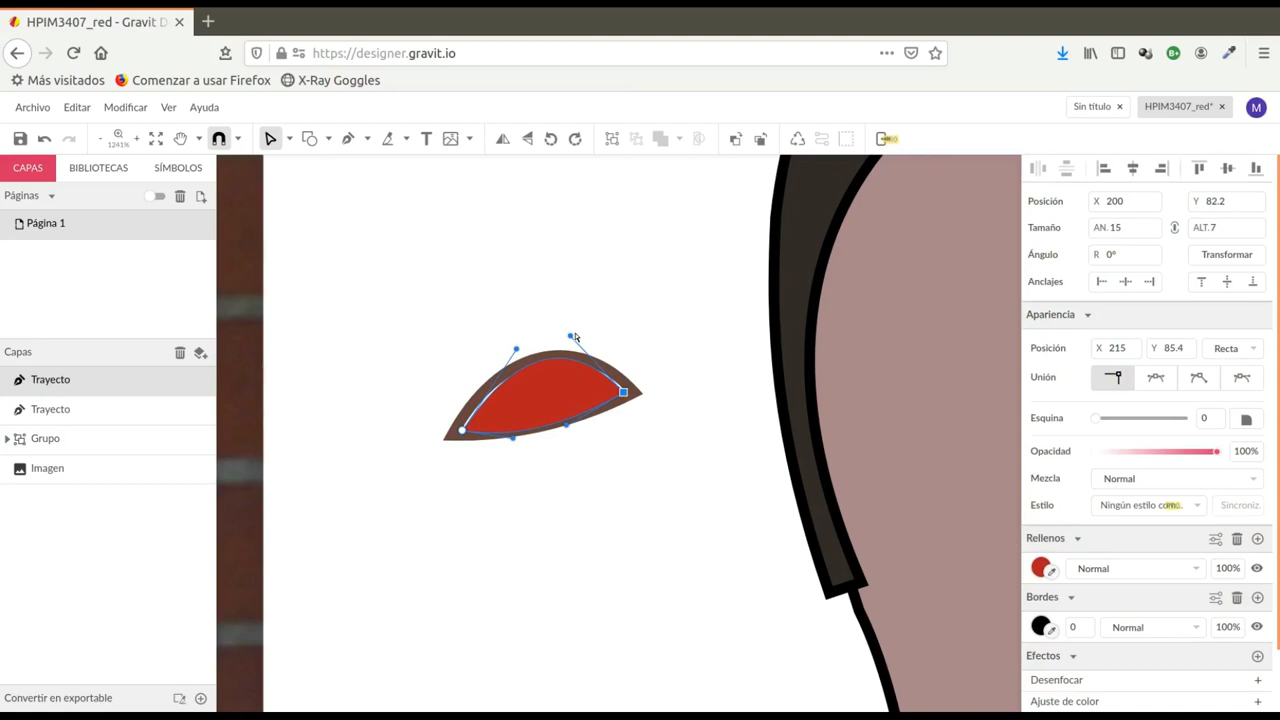 HPIM3407_red - Gravit D
https://designer.gravit.io
Más visitados Comenzar a usar Firefox X-Ray Goggles
Archivo Editar Modificar Ver Ayuda
Sin título HPIM3407_red* M
1241%
CAPAS BIBLIOTECAS SÍMBOLOS
Páginas
Página 1
Capas
Trayecto
Trayecto
Grupo
Imagen
Convertir en exportable
Posición X 200 Y 82.2
Tamaño AN. 15 ALT. 7
Ángulo R 0° Transformar
Anclajes
Apariencia
Posición X 215 Y 85.4 Recta
Unión
Esquina 0
Opacidad 100%
Mezcla Normal
Estilo Ningún estilo Sincroniz.
Rellenos
Normal 100%
Bordes
0 Normal 100%
Efectos
Desenfocar +
Ajuste de color +